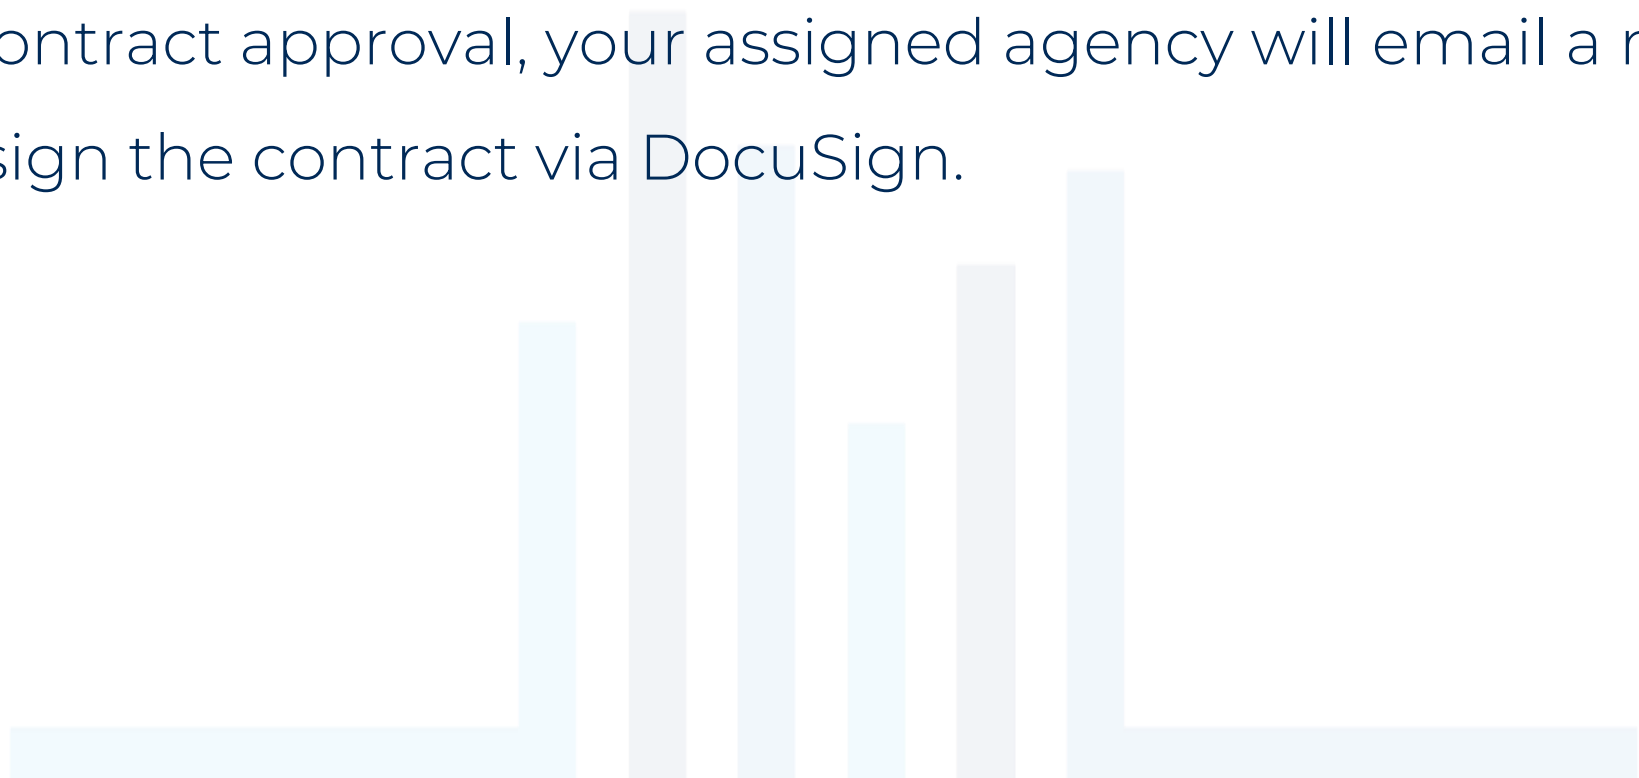 ontract approval, your assigned agency will email a
sign the contract via DocuSign.